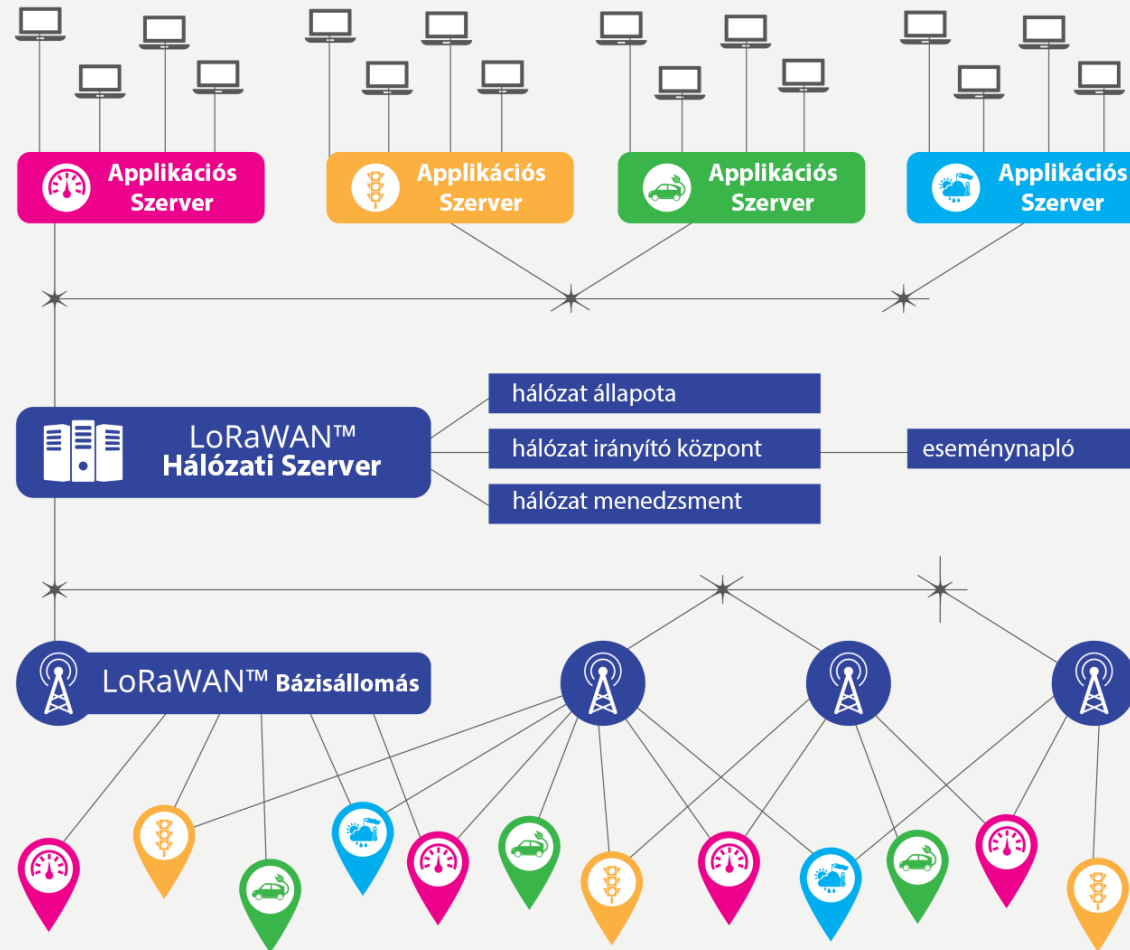 Applikációs
Szerver
Applikációs
Szerver
Applikációs
Szerver
Applikációs
Szerver
hálózat állapota
LoRaWAN™
Hálózati Szerver
hálózat irányító központ
eseménynapló
hálózat menedzsment
LoRaWAN™ Bázisállomás